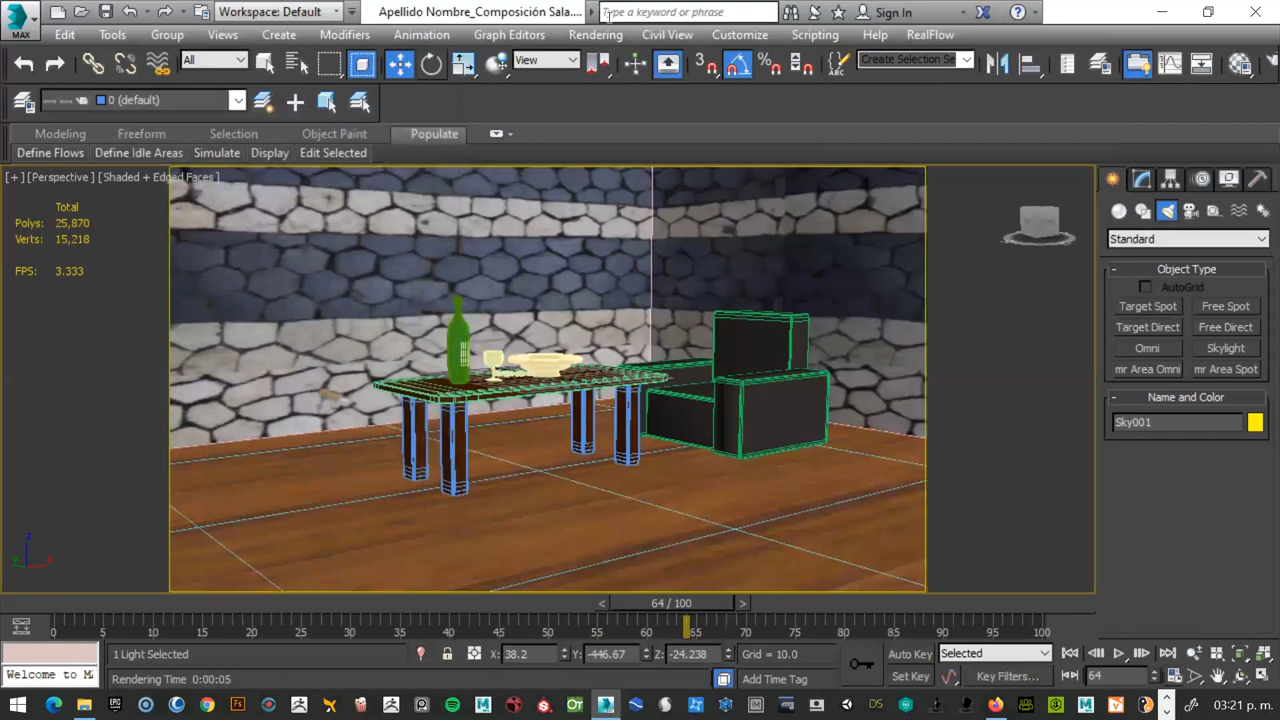 MAX
Workspace: Default
Apellido Nombre_Composición Sala....
Type a keyword or phrase
Sign In
Edit Tools Group Views Create Modifiers Animation Graph Editors Rendering Civil View Customize Scripting Help RealFlow
All
View
3
ABC
Create Selection Se
0 (default)
Modeling Freeform Selection Object Paint Populate
Define Flows Define Idle Areas Simulate Display Edit Selected
[+] [Perspective] [Shaded + Edged Faces]
Total
Polys: 25,870
Verts: 15,218
FPS: 3.333
Standard
- Object Type
AutoGrid
Target Spot Free Spot
Target Direct Free Direct
Omni Skylight
mr Area Omni mr Area Spot
- Name and Color
Sky001
z
y x
< 64 / 100 >
0 5 10 15 20 25 30 35 40 45 50 55 60 65 70 75 80 85 90 95 100
1 Light Selected
X: 38.2 Y: -446.67 Z: -24.238 Grid = 10.0
Auto Key Selected
Welcome to M
Rendering Time 0:00:05
Add Time Tag
Set Key Key Filters... 64
03:21 p. m.